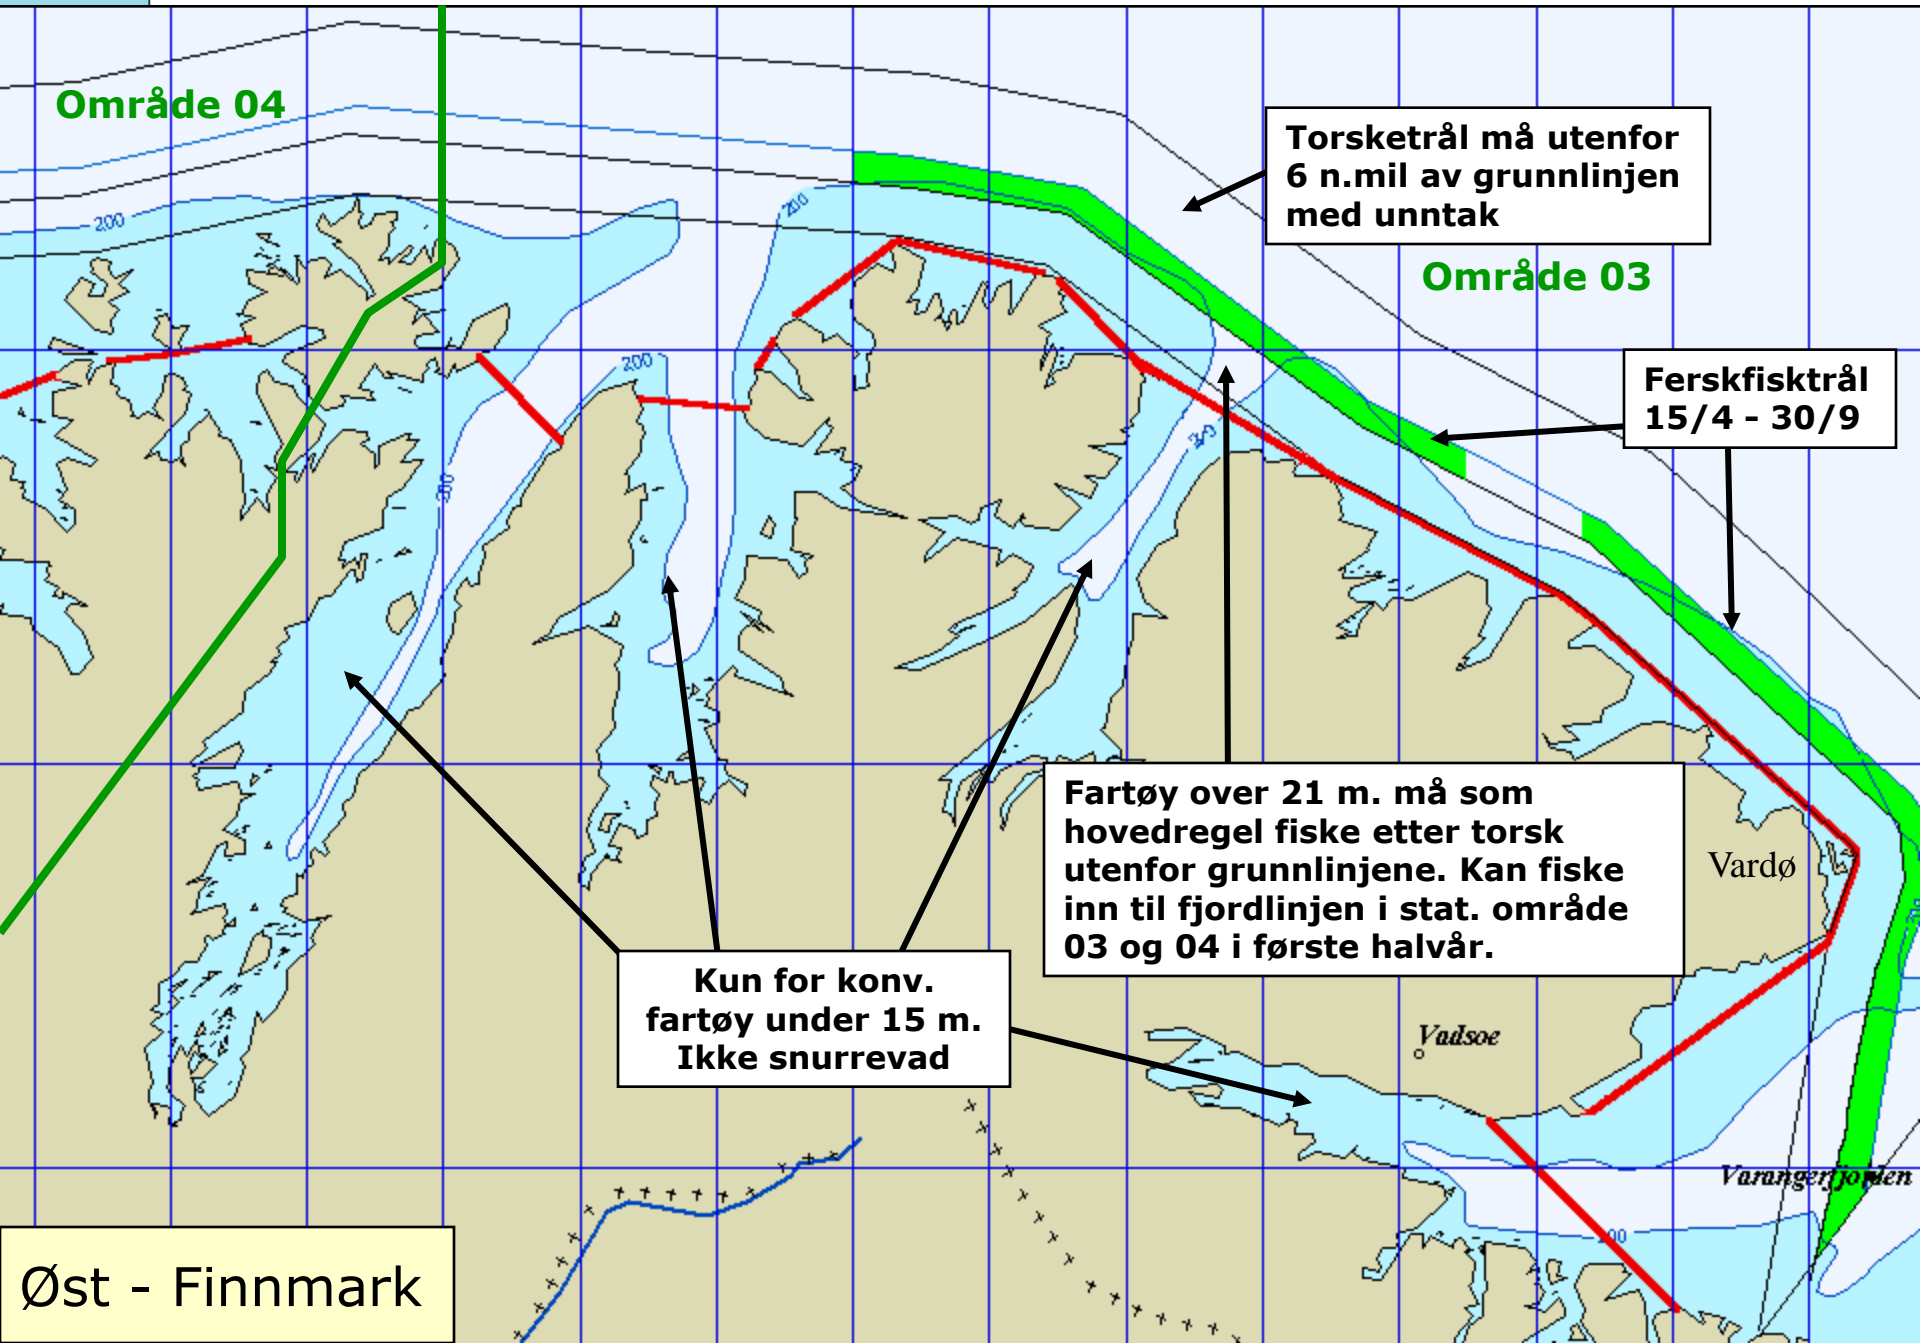 Område 04
Torsketrål må utenfor
6 n.mil av grunnlinjen
med unntak
Område 03
200
200
200
Ferskfisktrål
15/4 - 30/9
Fartøy over 21 m. må som
hovedregel fiske etter torsk
utenfor grunnlinjene. Kan fiske
inn til fjordlinjen i stat. område
03 og 04 i første halvår.
Vardø
Kun for konv.
fartøy under 15 m.
Ikke snurrevad
Vadsoe
Varangerfjorden
Øst - Finnmark